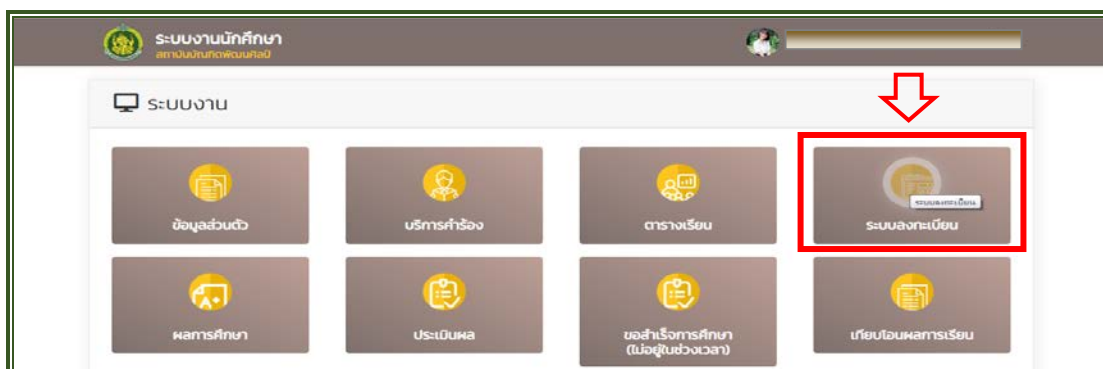 ระบบงานนักศึกษา
สถาบันบัณฑิตพัฒนศิลป์
ระบบงาน
ข้อมูลส่วนตัว
บริการคำร้อง
ตารางเรียน
ระบบลงทะเบียน
ระบบลงทะเบียน
ผลการศึกษา
A+
ประเมินผล
ขอสำเร็จการศึกษา
(ไม่อยู่ในช่วงเวลา)
เทียบโอนผลการเรียน